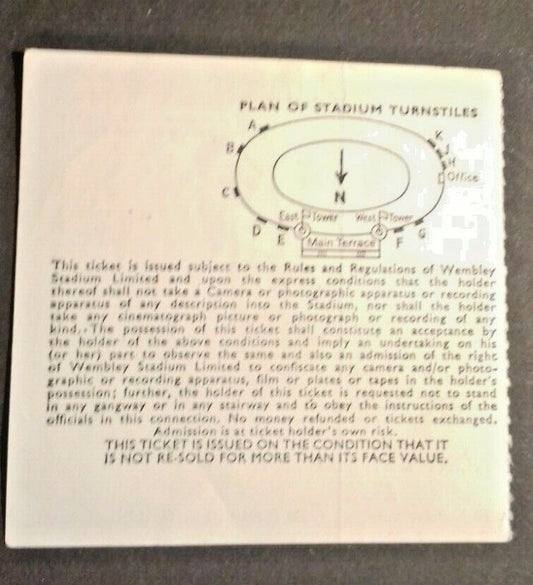 PLAN OF STADIUM TURNSTILES
A
K
B
J
H
Office
C
N
East Tower
West Tower
D
E
Main Terrace
F
G
This ticket is issued subject to the Rules and Regulations of Wembley
Stadium Limited and upon the express conditions that the holder
thereof shall not take a Camera or photographic apparatus or recording
apparatus of any description into the Stadium, nor shall the holder
take any cinematograph picture or photograph or recording of any
kind. The possession of this ticket shall constitute an acceptance by
the holder of the above conditions and imply an undertaking on his
(or her) part to observe the same and also an admission of the right
of Wembley Stadium Limited to confiscate any camera and/or photo-
graphic or recording apparatus, film or plates or tapes in the holder's
possession; further, the holder of this ticket is requested not to stand
in any gangway or in any stairway and to obey the instructions of the
officials in this connection. No money refunded or tickets exchanged.
Admission is at ticket holder's own risk.
THIS TICKET IS ISSUED ON THE CONDITION THAT IT
IS NOT RE-SOLD FOR MORE THAN ITS FACE VALUE.